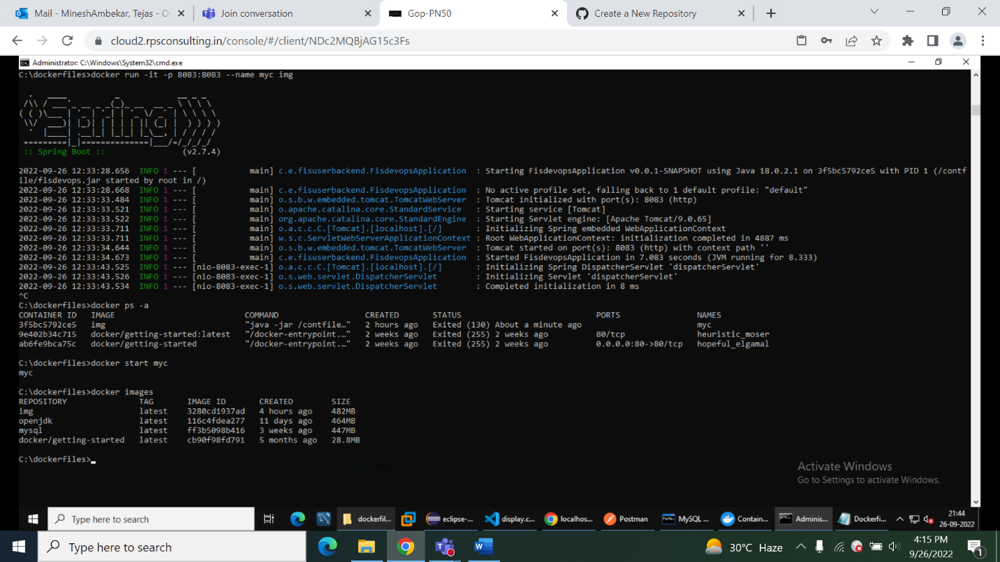 Mail - MineshAmbekar, Tejas - O
Join conversation
Gop-PN50
Create a New Repository
cloud2.rpsconsulting.in/console/#/client/NDc2MQBjAG15c3Fs
Administrator: C:\Windows\System32\cmd.exe
C:\dockerfiles>docker run -it -p 8083:8083 --name myc img
  .   ____          _            __ _ _
 /\\ / ___'_ __ _ _(_)_ __  __ _ \ \ \ \
( ( )\___ | '_ | '_| | '_ \/ _` | \ \ \ \
 \\/  ___)| |_)| | | | | || (_| |  ) ) ) )
  '  |____| .__|_| |_|_| |_\__, | / / / /
 =========|_|==============|___/=/_/_/_/
 :: Spring Boot ::                (v2.7.4)
2022-09-26 12:33:28.656  INFO 1 --- [           main] c.e.fisuserbackend.FisdevopsApplication  : Starting FisdevopsApplication v0.0.1-SNAPSHOT using Java 18.0.2.1 on 3f5bc5792ce5 with PID 1 (/contf
ile/fisdevops.jar started by root in /)
2022-09-26 12:33:28.668  INFO 1 --- [           main] c.e.fisuserbackend.FisdevopsApplication  : No active profile set, falling back to 1 default profile: "default"
2022-09-26 12:33:33.484  INFO 1 --- [           main] o.s.b.w.embedded.tomcat.TomcatWebServer  : Tomcat initialized with port(s): 8083 (http)
2022-09-26 12:33:33.521  INFO 1 --- [           main] o.apache.catalina.core.StandardService   : Starting service [Tomcat]
2022-09-26 12:33:33.522  INFO 1 --- [           main] org.apache.catalina.core.StandardEngine  : Starting Servlet engine: [Apache Tomcat/9.0.65]
2022-09-26 12:33:33.711  INFO 1 --- [           main] o.a.c.c.C.[Tomcat].[localhost].[/]       : Initializing Spring embedded WebApplicationContext
2022-09-26 12:33:33.711  INFO 1 --- [           main] w.s.c.ServletWebServerApplicationContext : Root WebApplicationContext: initialization completed in 4887 ms
2022-09-26 12:33:34.644  INFO 1 --- [           main] o.s.b.w.embedded.tomcat.TomcatWebServer  : Tomcat started on port(s): 8083 (http) with context path ''
2022-09-26 12:33:34.673  INFO 1 --- [           main] c.e.fisuserbackend.FisdevopsApplication  : Started FisdevopsApplication in 7.083 seconds (JVM running for 8.333)
2022-09-26 12:33:43.525  INFO 1 --- [nio-8083-exec-1] o.a.c.c.C.[Tomcat].[localhost].[/]       : Initializing Spring DispatcherServlet 'dispatcherServlet'
2022-09-26 12:33:43.526  INFO 1 --- [nio-8083-exec-1] o.s.web.servlet.DispatcherServlet        : Initializing Servlet 'dispatcherServlet'
2022-09-26 12:33:43.534  INFO 1 --- [nio-8083-exec-1] o.s.web.servlet.DispatcherServlet        : Completed initialization in 8 ms
^C
C:\dockerfiles>docker ps -a
CONTAINER ID   IMAGE                           COMMAND                  CREATED       STATUS                            PORTS                NAMES
3f5bc5792ce5   img                             "java -jar /contfile…"   2 hours ago   Exited (130) About a minute ago                        myc
9e402b34c715   docker/getting-started:latest   "/docker-entrypoint.…"   2 weeks ago   Exited (255) 2 weeks ago          80/tcp               heuristic_moser
ab6fe9bca75c   docker/getting-started          "/docker-entrypoint.…"   2 weeks ago   Exited (255) 2 weeks ago          0.0.0.0:80->80/tcp   hopeful_elgamal
C:\dockerfiles>docker start myc
myc
C:\dockerfiles>docker images
REPOSITORY               TAG       IMAGE ID       CREATED        SIZE
img                      latest    3280cd1937ad   4 hours ago    482MB
openjdk                  latest    116c4fdea277   11 days ago    464MB
mysql                    latest    ff3b5098b416   3 weeks ago    447MB
docker/getting-started   latest    cb90f98fd791   5 months ago   28.8MB
C:\dockerfiles>
Activate Windows
Go to Settings to activate Windows.
Type here to search
dockerfil...
eclipse-...
display.c...
localhos...
Postman
MySQL ...
Contain...
Adminis...
Dockerfi...
21:44
26-09-2022
Type here to search
30°C Haze
4:15 PM
9/26/2022
1